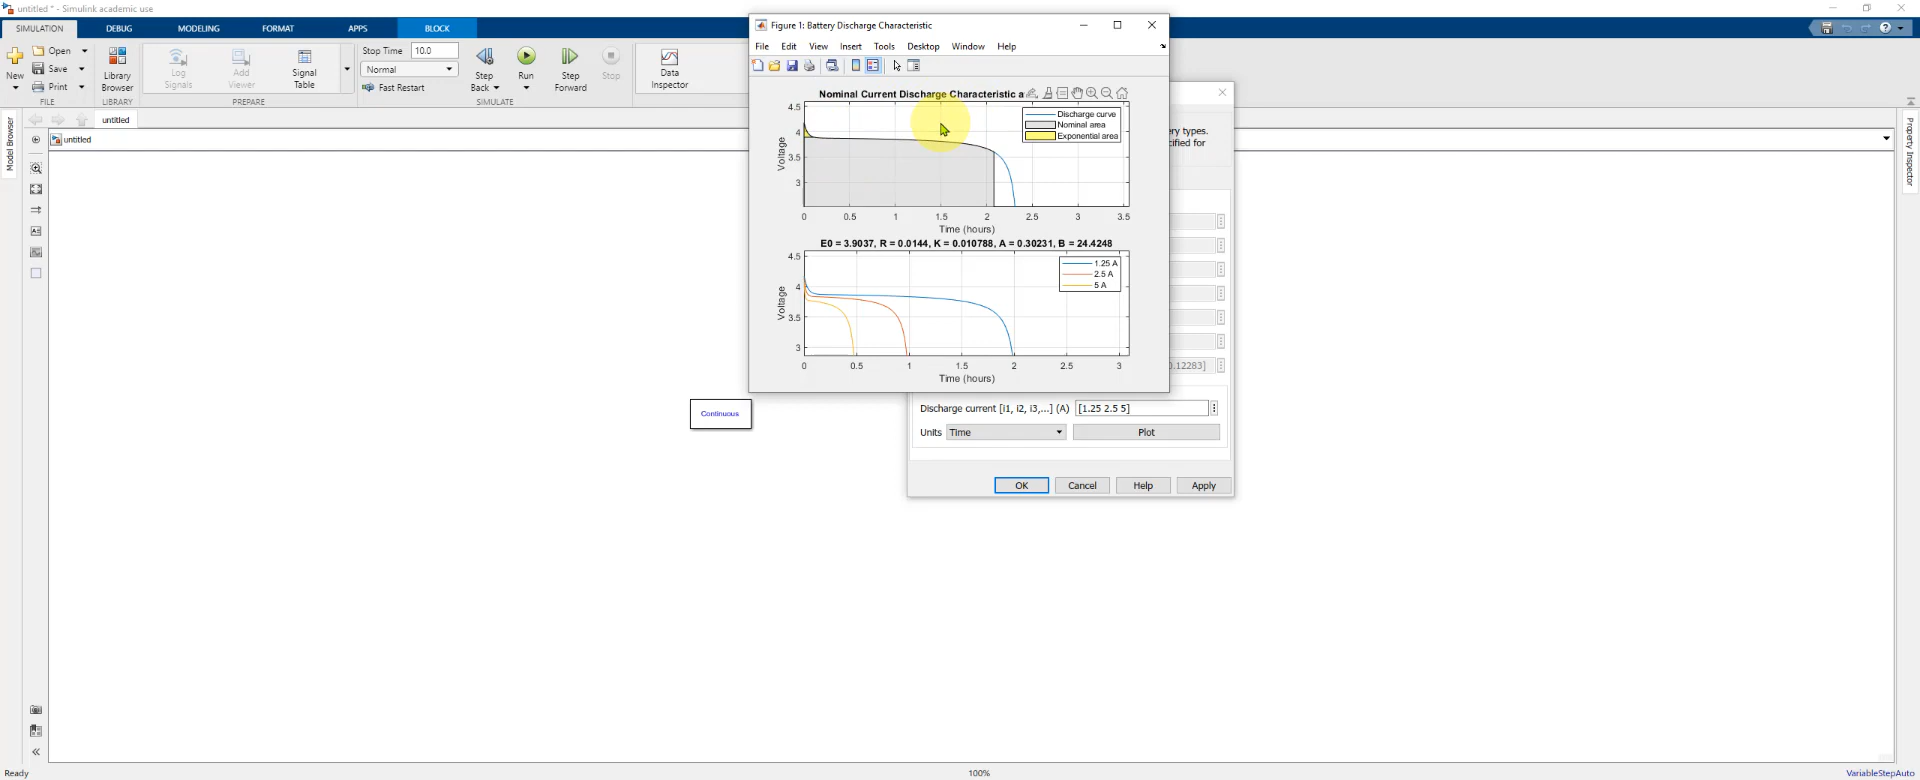 untitled * - Simulink academic use
SIMULATION DEBUG MODELING FORMAT APPS BLOCK
New
Open
Save
Print
FILE
Library Browser
LIBRARY
Log Signals
Add Viewer
Signal Table
PREPARE
Stop Time 10.0
Normal
Fast Restart
Step Back
Run
Step Forward
Stop
SIMULATE
Data Inspector
Model Browser
untitled
untitled
Property Inspector
Figure 1: Battery Discharge Characteristic
File Edit View Insert Tools Desktop Window Help
Nominal Current Discharge Characteristic a
Discharge curve
Nominal area
Exponential area
4.5
4
3.5
3
Voltage
0 0.5 1 1.5 2 2.5 3 3.5
Time (hours)
E0 = 3.9037, R = 0.0144, K = 0.010788, A = 0.30231, B = 24.4248
1.25 A
2.5 A
5 A
4.5
4
3.5
3
Voltage
0 0.5 1 1.5 2 2.5 3
Time (hours)
ery types.
cified for
0.12283]
Continuous
Discharge current [i1, i2, i3,...] (A) [1.25 2.5 5]
Units Time Plot
OK Cancel Help Apply
Ready
100%
VariableStepAuto